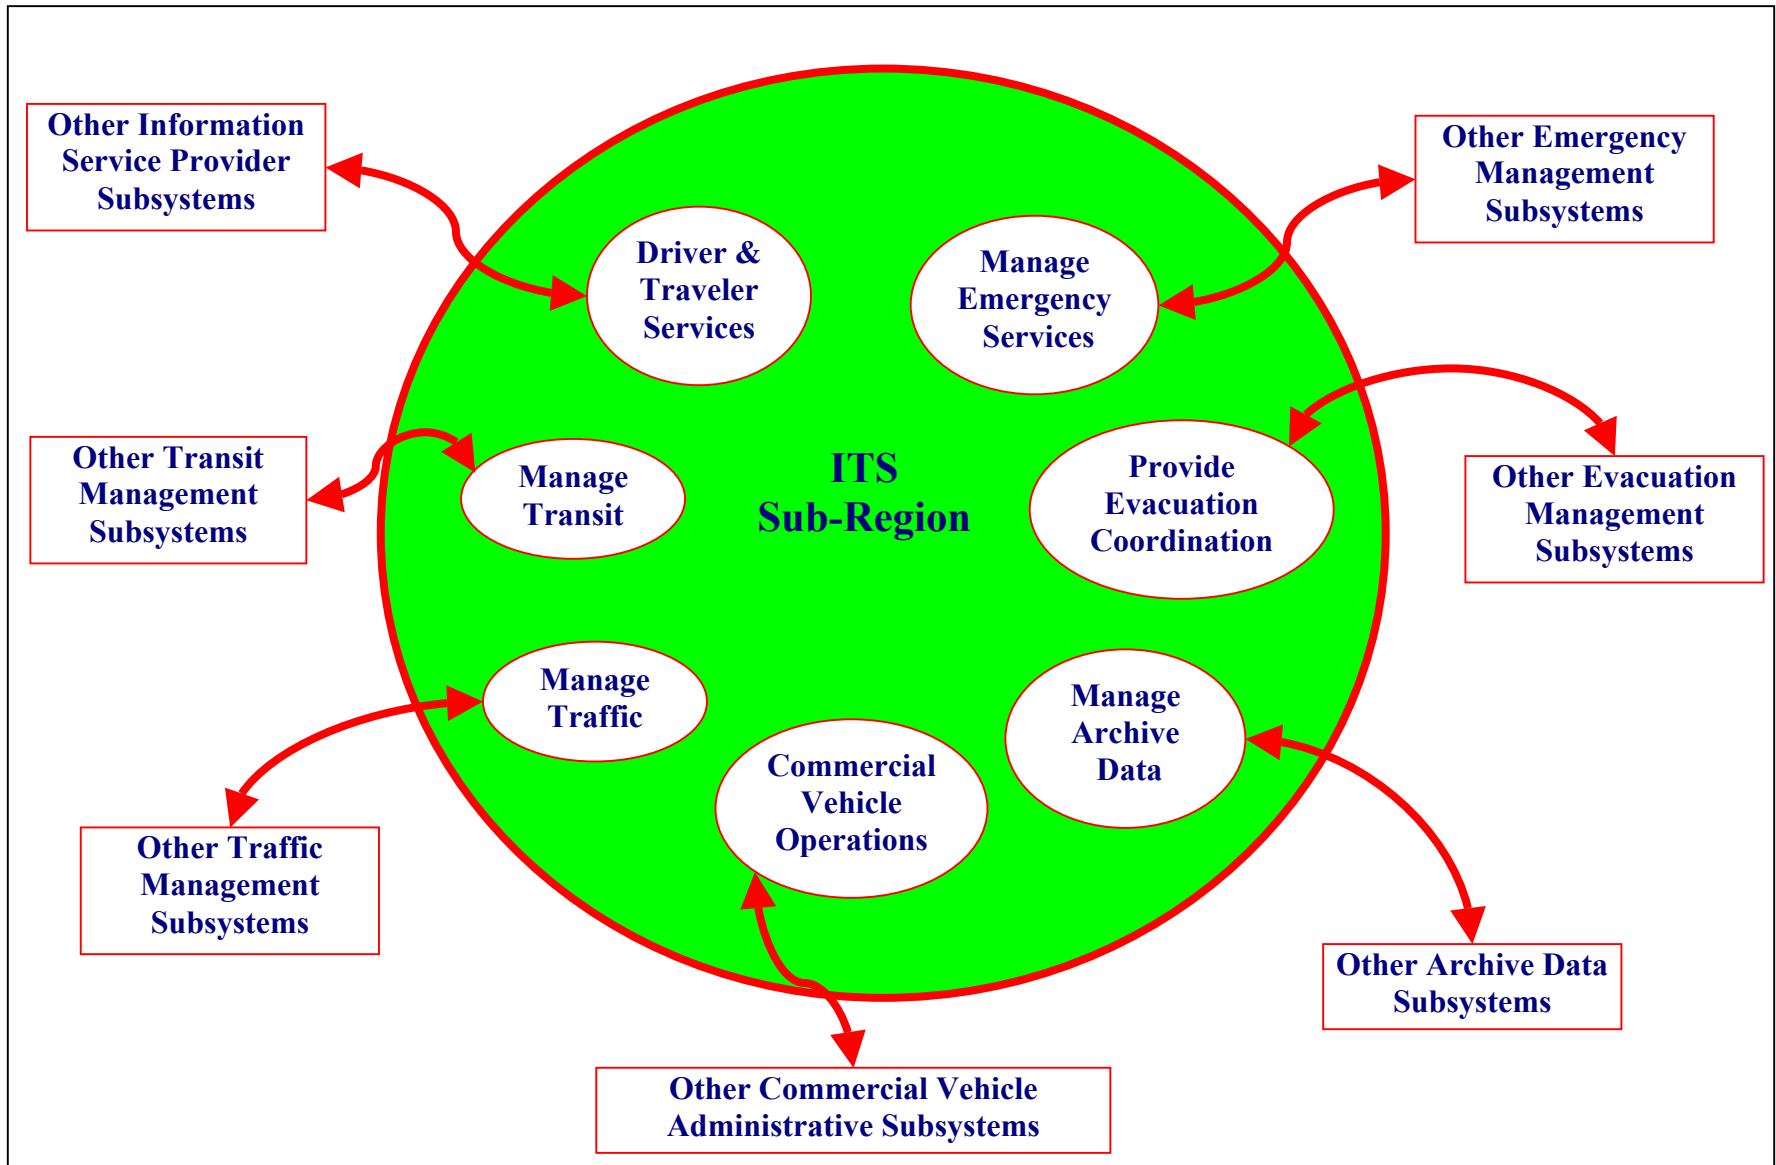 Other Information
Service Provider
Subsystems
Other Emergency
Management
Subsystems
Driver &
Traveler
Services
Manage
Emergency
Services
Other Transit
Management
Subsystems
Manage
Transit
ITS
Sub-Region
Provide
Evacuation
Coordination
Other Evacuation
Management
Subsystems
Manage
Traffic
Manage
Archive
Data
Commercial
Vehicle
Operations
Other Traffic
Management
Subsystems
Other Archive Data
Subsystems
Other Commercial Vehicle
Administrative Subsystems